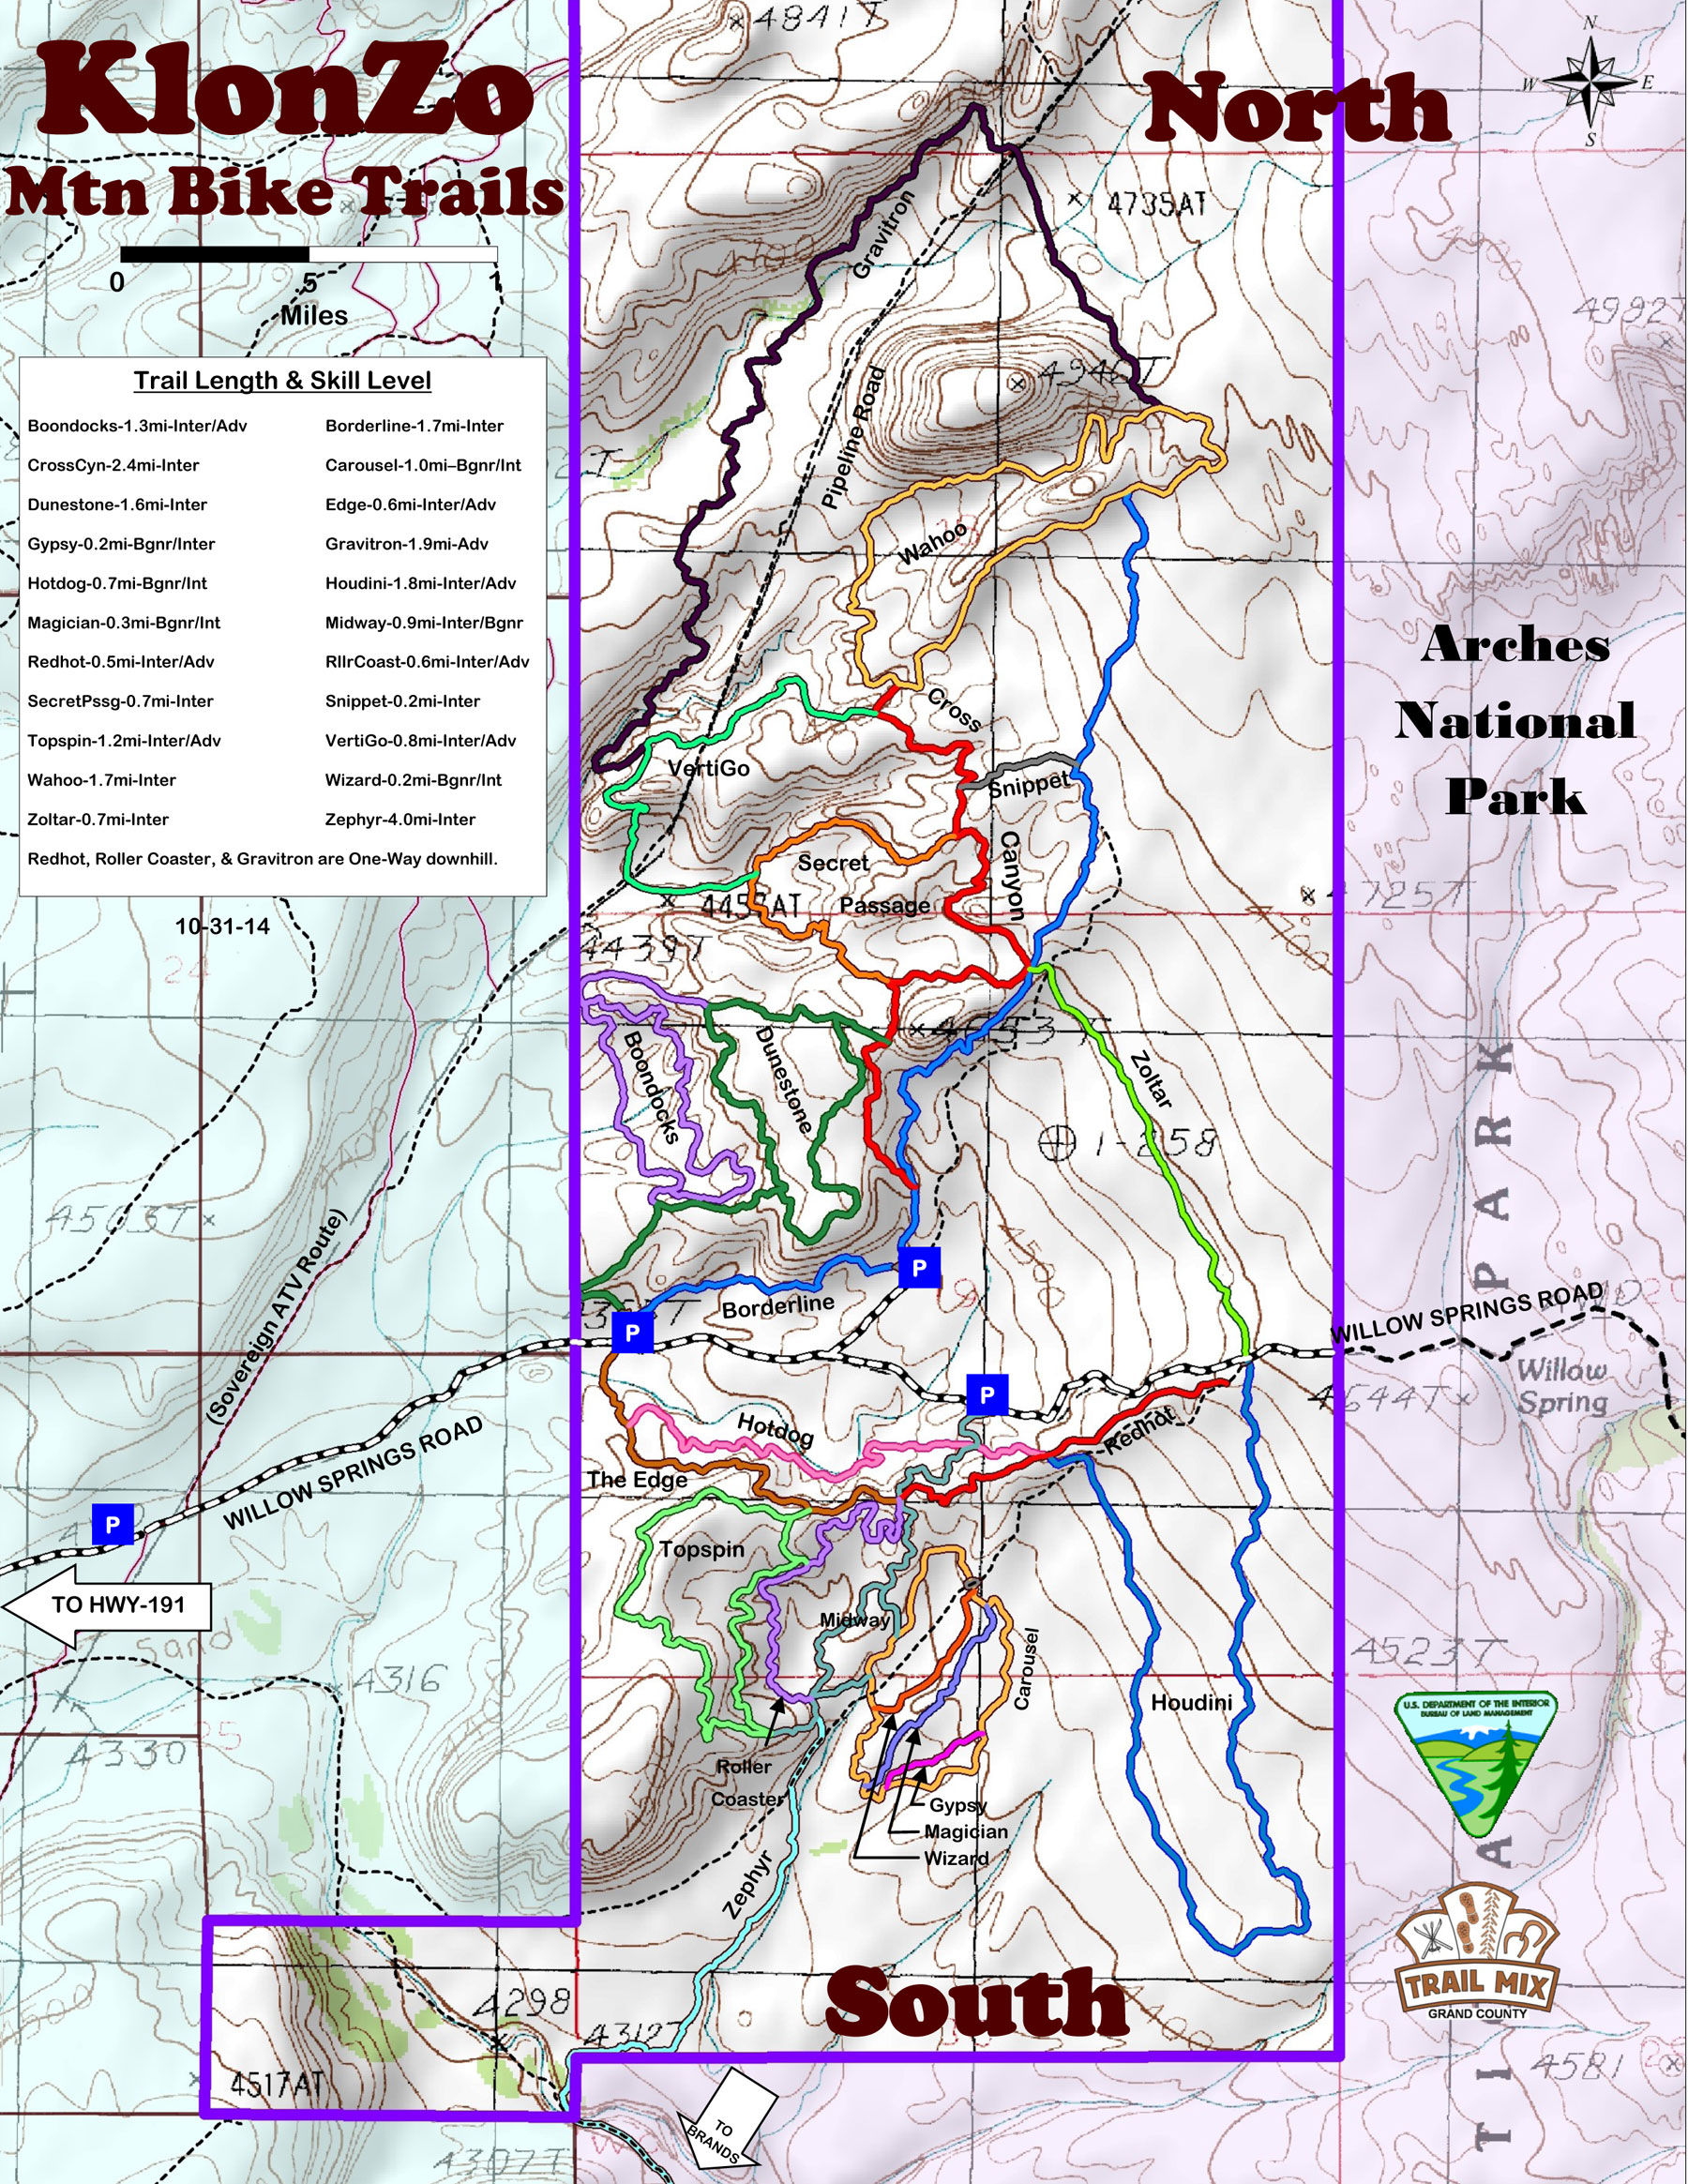 KlonZo
Mtn Bike Trails
0 .5 1
Miles
Trail Length & Skill Level
Boondocks-1.3mi-Inter/Adv Borderline-1.7mi-Inter
CrossCyn-2.4mi-Inter Carousel-1.0mi–Bgnr/Int
Dunestone-1.6mi-Inter Edge-0.6mi-Inter/Adv
Gypsy-0.2mi-Bgnr/Inter Gravitron-1.9mi-Adv
Hotdog-0.7mi-Bgnr/Int Houdini-1.8mi-Inter/Adv
Magician-0.3mi-Bgnr/Int Midway-0.9mi-Inter/Bgnr
Redhot-0.5mi-Inter/Adv RllrCoast-0.6mi-Inter/Adv
SecretPssg-0.7mi-Inter Snippet-0.2mi-Inter
Topspin-1.2mi-Inter/Adv VertiGo-0.8mi-Inter/Adv
Wahoo-1.7mi-Inter Wizard-0.2mi-Bgnr/Int
Zoltar-0.7mi-Inter Zephyr-4.0mi-Inter
Redhot, Roller Coaster, & Gravitron are One-Way downhill.
10-31-14
North
N
W E
S
4841T
4735AT
Gravitron
4992T
4946T
Pipeline Road
Wahoo
Arches
National
Park
Cross
VertiGo
Snippet
Canyon
Secret
Passage
4725T
4439T
Boondocks
Dunestone
4653T
Zoltar
1-258
PARK
4563T
(Sovereign ATV Route)
4500
P
Borderline
P
WILLOW SPRINGS ROAD
Willow
Spring
4544T
P
Hotdog
Redhot
The Edge
WILLOW SPRINGS ROAD
P
TO HWY-191
Topspin
Midway
Carousel
Sand
4316
4523T
Houdini
4330
Roller
Coaster
Gypsy
Magician
Wizard
Zephyr
U.S. DEPARTMENT OF THE INTERIOR
BUREAU OF LAND MANAGEMENT
South
TRAIL MIX
GRAND COUNTY
4298
4312T
4517AT
4581
TO
BRANDS
4307T